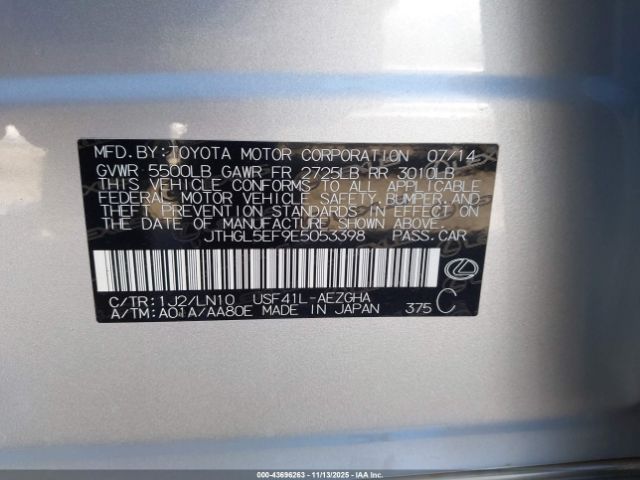 MFD. BY: TOYOTA MOTOR CORPORATION 07/14
GVWR 5500LB GAWR FR 2725LB RR 3010LB
THIS VEHICLE CONFORMS TO ALL APPLICABLE
FEDERAL MOTOR VEHICLE SAFETY, BUMPER, AND
THEFT PREVENTION STANDARDS IN EFFECT ON
THE DATE OF MANUFACTURE SHOWN ABOVE.
JTHGL5EF9E5053398 PASS. CAR
C/TR: 1J2/LN10 USF41L-AEZGHA
A/TM: A01A/AA80E MADE IN JAPAN 375 C
000-43696263 - 11/13/2025 - IAAI.COM